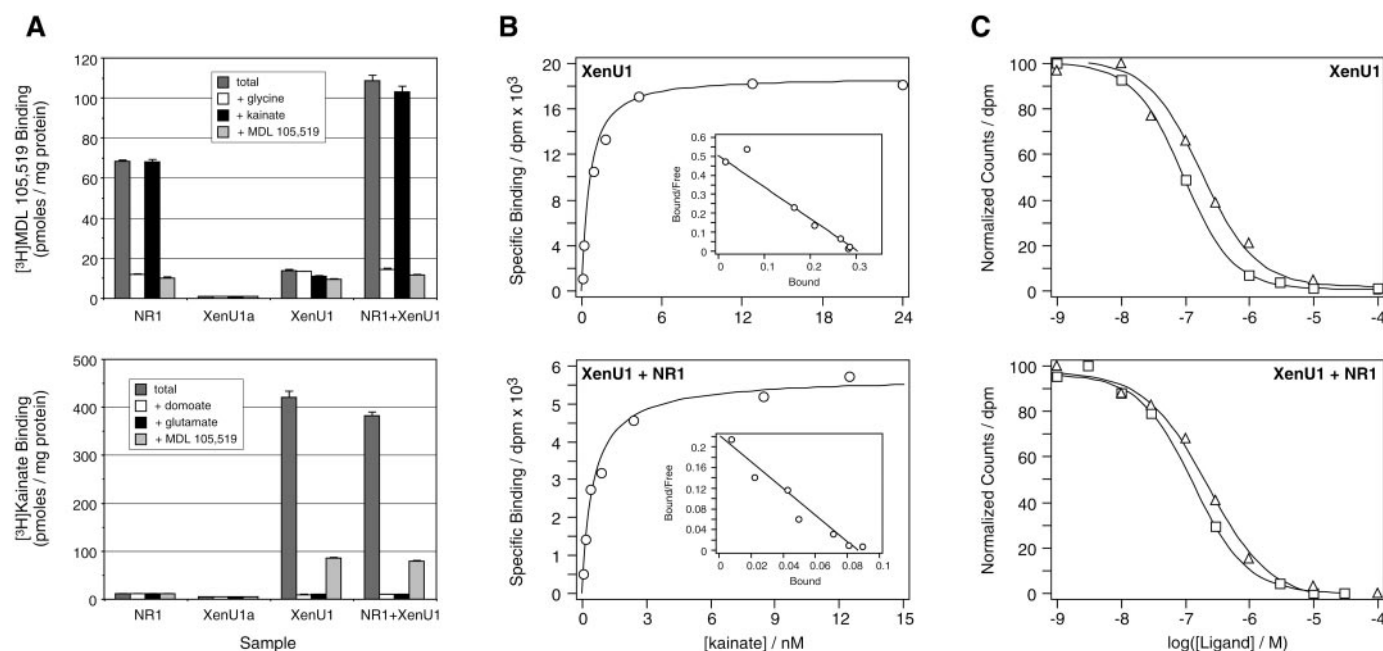 A
[³H]MDL 105,519 Binding
(pmoles / mg protein)
120
100
80
60
40
20
0
total
+ glycine
+ kainate
+ MDL 105,519
NR1 XenU1a XenU1 NR1+XenU1
[³H]Kainate Binding
(pmoles / mg protein)
500
400
300
200
100
0
total
+ domoate
+ glutamate
+ MDL 105,519
NR1 XenU1a XenU1 NR1+XenU1
Sample
B
XenU1
Specific Binding / dpm x 10³
20
16
12
8
4
0
0 6 12 18 24
Bound/Free
0.6
0.5
0.4
0.3
0.2
0.1
0
0 0.1 0.2 0.3
Bound
XenU1 + NR1
Specific Binding / dpm x 10³
6
5
4
3
2
1
0
0 3 6 9 12 15
[kainate] / nM
Bound/Free
0.2
0.16
0.12
0.08
0.04
0
0 0.02 0.04 0.06 0.08 0.1
Bound
C
XenU1
Normalized Counts / dpm
100
80
60
40
20
0
-9 -8 -7 -6 -5 -4
XenU1 + NR1
Normalized Counts / dpm
100
80
60
40
20
0
-9 -8 -7 -6 -5 -4
log([Ligand] / M)